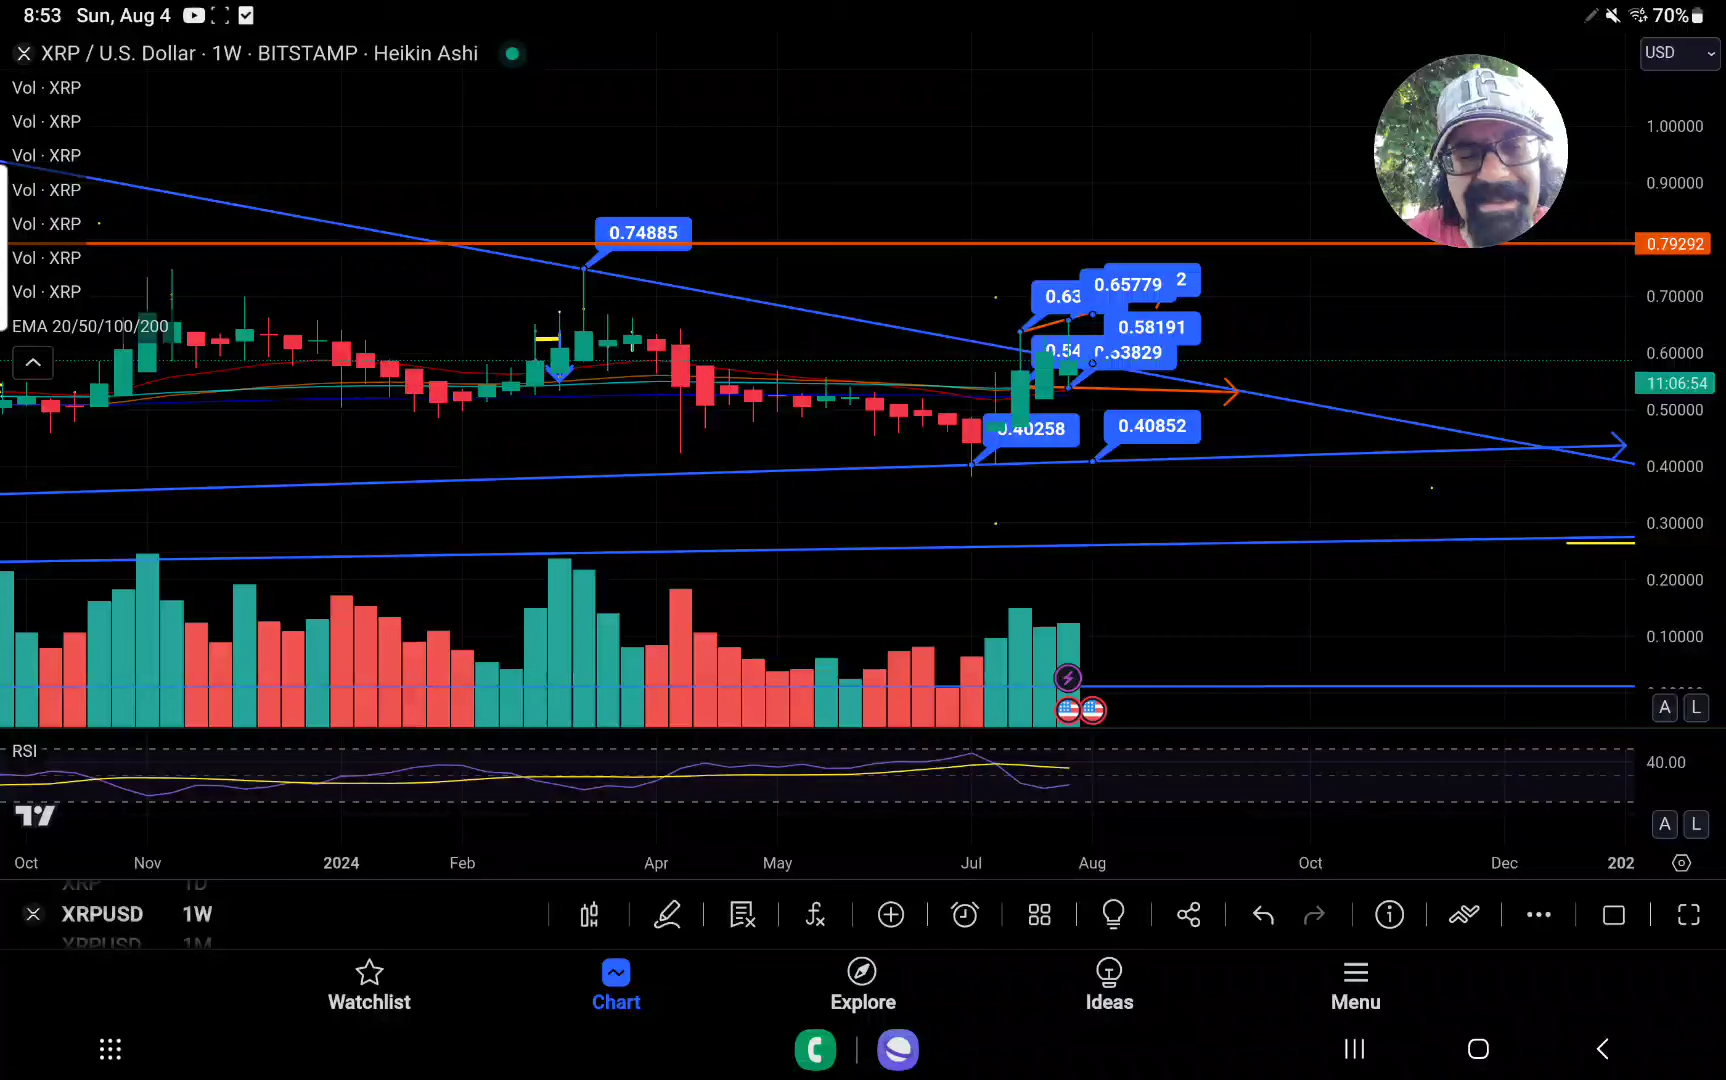 8:53 Sun, Aug 4
70%
XRP / U.S. Dollar · 1W · BITSTAMP · Heikin Ashi
USD
Vol · XRP
Vol · XRP
Vol · XRP
Vol · XRP
Vol · XRP
Vol · XRP
Vol · XRP
EMA 20/50/100/200
1.00000
0.90000
0.79292
0.70000
0.60000
11:06:54
0.50000
0.40000
0.30000
0.20000
0.10000
0.74885
0.63
0.65779
2
0.58191
0.54
0.53829
0.40258
0.40852
A L
RSI
40.00
A L
Oct Nov 2024 Feb Apr May Jul Aug Oct Dec 202
XRP 1D
XRPUSD 1W
XRPUSD 1M
Watchlist Chart Explore Ideas Menu